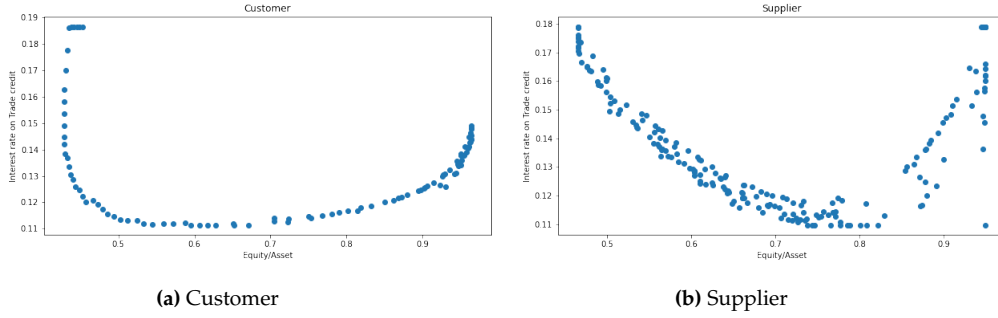 Customer
0.19
0.18
0.17
0.16
0.15
0.14
0.13
0.12
0.11
Interest rate on Trade credit
0.5 0.6 0.7 0.8 0.9
Equity/Asset
(a) Customer
Supplier
0.18
0.17
0.16
0.15
0.14
0.13
0.12
0.11
Interest rate on Trade credit
0.5 0.6 0.7 0.8 0.9
Equity/Asset
(b) Supplier